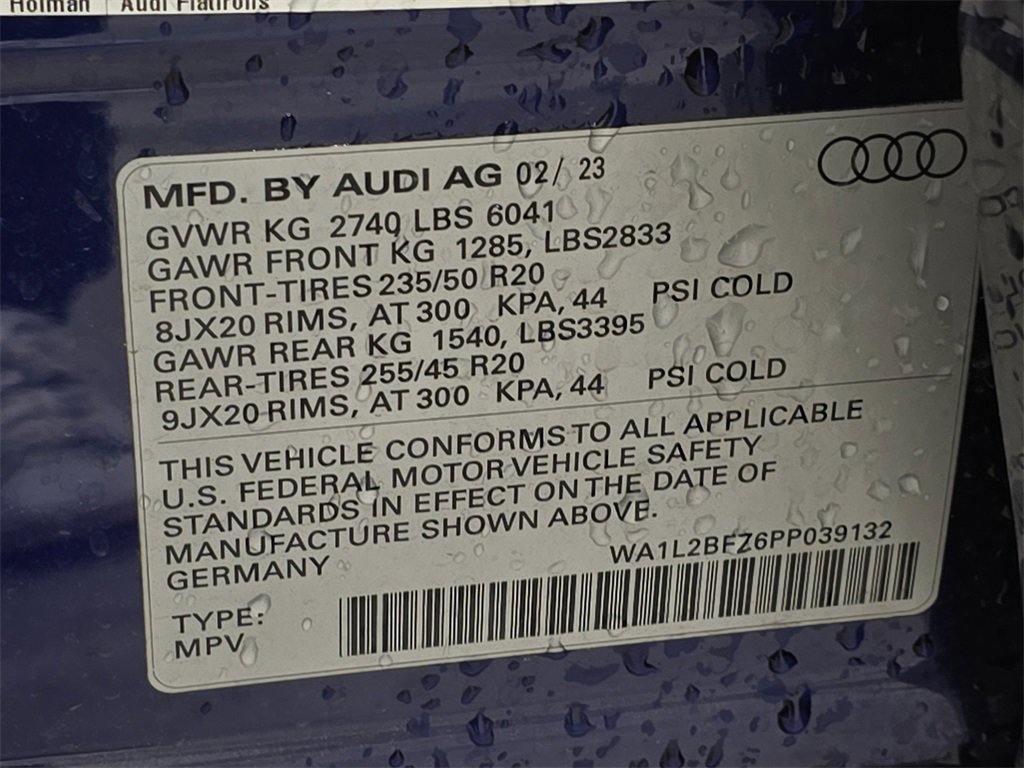 Holman Audi Flatirons
MFD. BY AUDI AG 02/ 23
GVWR KG 2740 LBS 6041
GAWR FRONT KG 1285, LBS2833
FRONT-TIRES 235/50 R20
8JX20 RIMS, AT 300 KPA, 44 PSI COLD
GAWR REAR KG 1540, LBS3395
REAR-TIRES 255/45 R20
9JX20 RIMS, AT 300 KPA, 44 PSI COLD
THIS VEHICLE CONFORMS TO ALL APPLICABLE
U.S. FEDERAL MOTOR VEHICLE SAFETY
STANDARDS IN EFFECT ON THE DATE OF
MANUFACTURE SHOWN ABOVE.
GERMANY WA1L2BFZ6PP039132
TYPE:
MPV